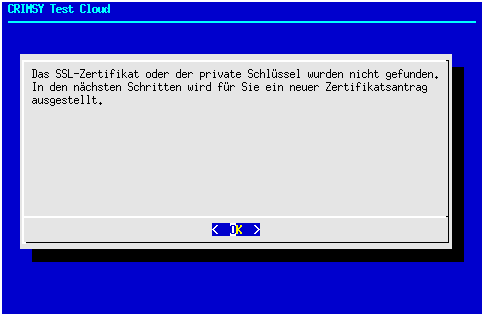 CRIMSY Test Cloud
Das SSL-Zertifikat oder der private Schlüssel wurden nicht gefunden.
In den nächsten Schritten wird für Sie ein neuer Zertifikatsantrag
ausgestellt.
< OK >